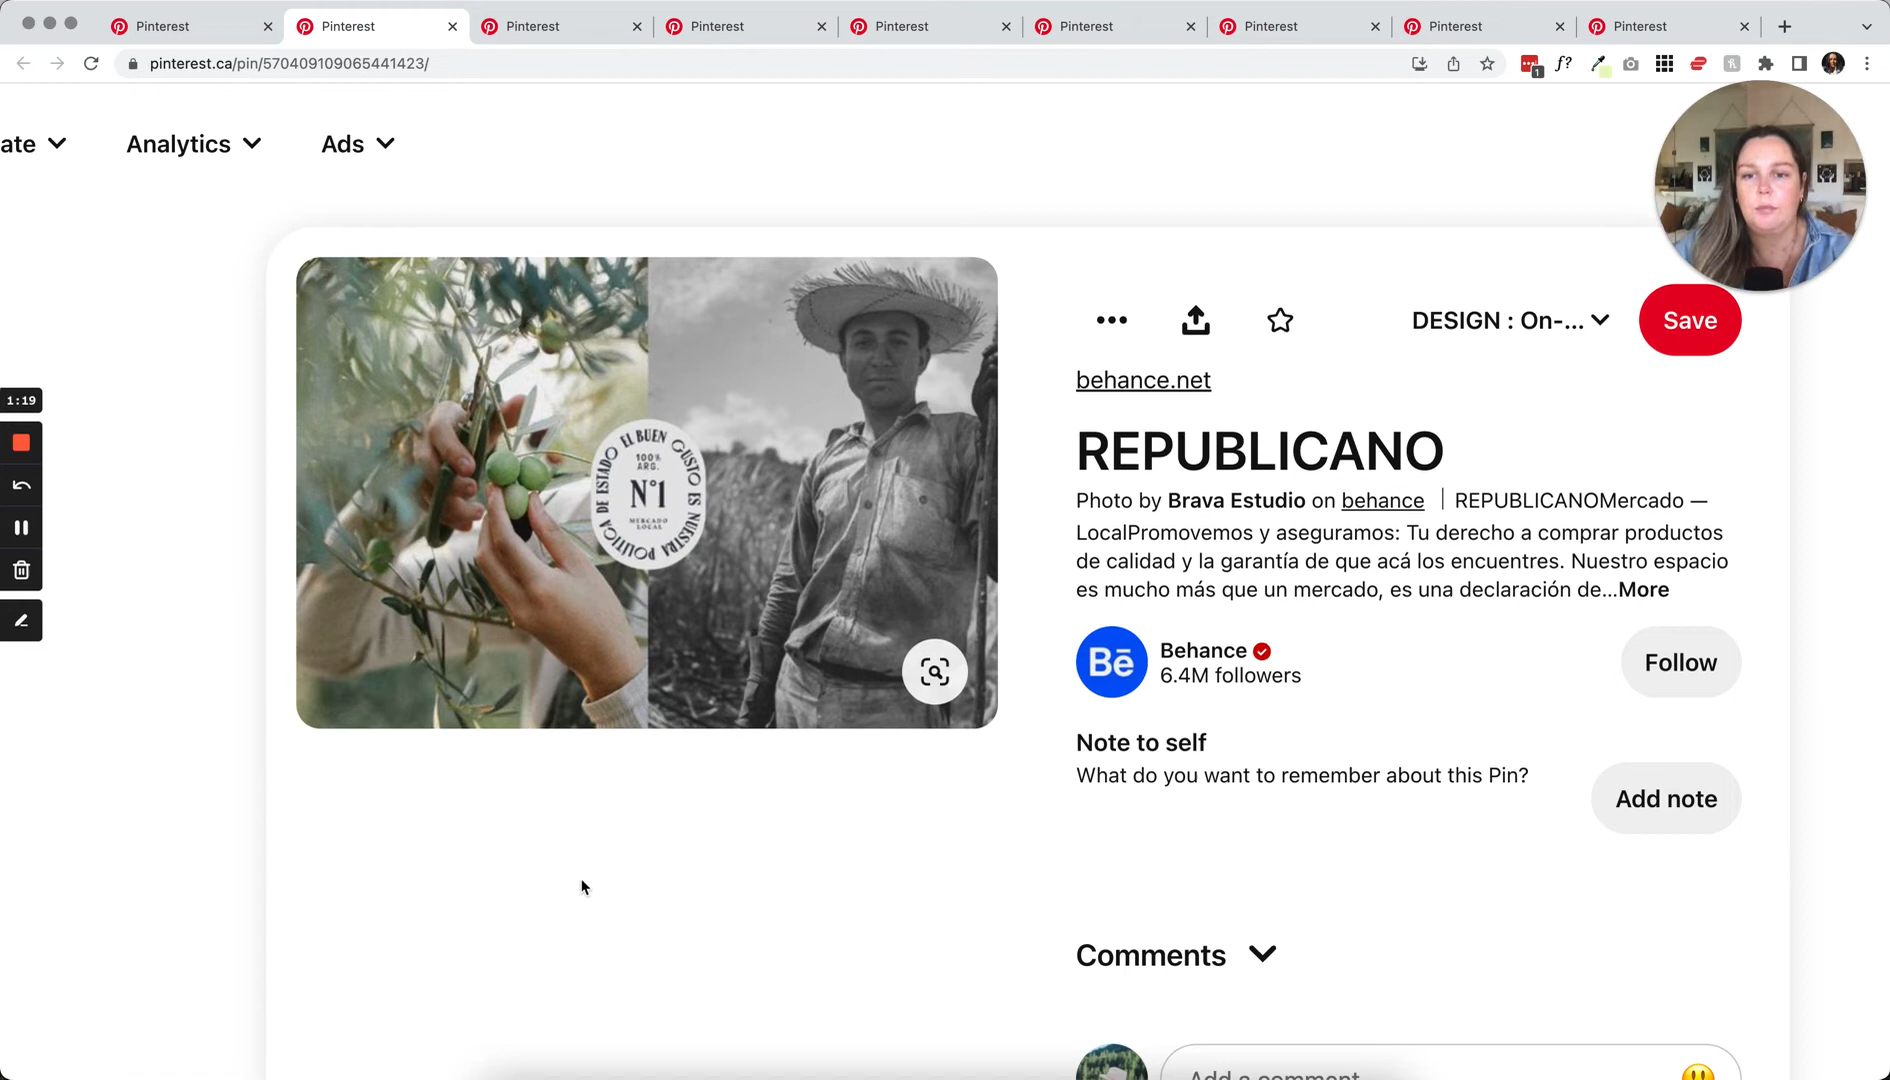 Pinterest
Pinterest
Pinterest
Pinterest
Pinterest
Pinterest
Pinterest
Pinterest
Pinterest
pinterest.ca/pin/570409109065441423/
1
f?
ate
Analytics
Ads
DESIGN : On-...
Save
1:19
behance.net
REPUBLICANO
Photo by Brava Estudio on behance | REPUBLICANOMercado —
LocalPromovemos y aseguramos: Tu derecho a comprar productos
de calidad y la garantía de que acá los encuentres. Nuestro espacio
es mucho más que un mercado, es una declaración de...More
EL BUEN GUSTO ES NUESTRA POLITICA DE ESTADO
100%
ARG.
N°1
MERCADO
LOCAL
Bē
Behance
6.4M followers
Follow
Note to self
What do you want to remember about this Pin?
Add note
Comments
Add a comment